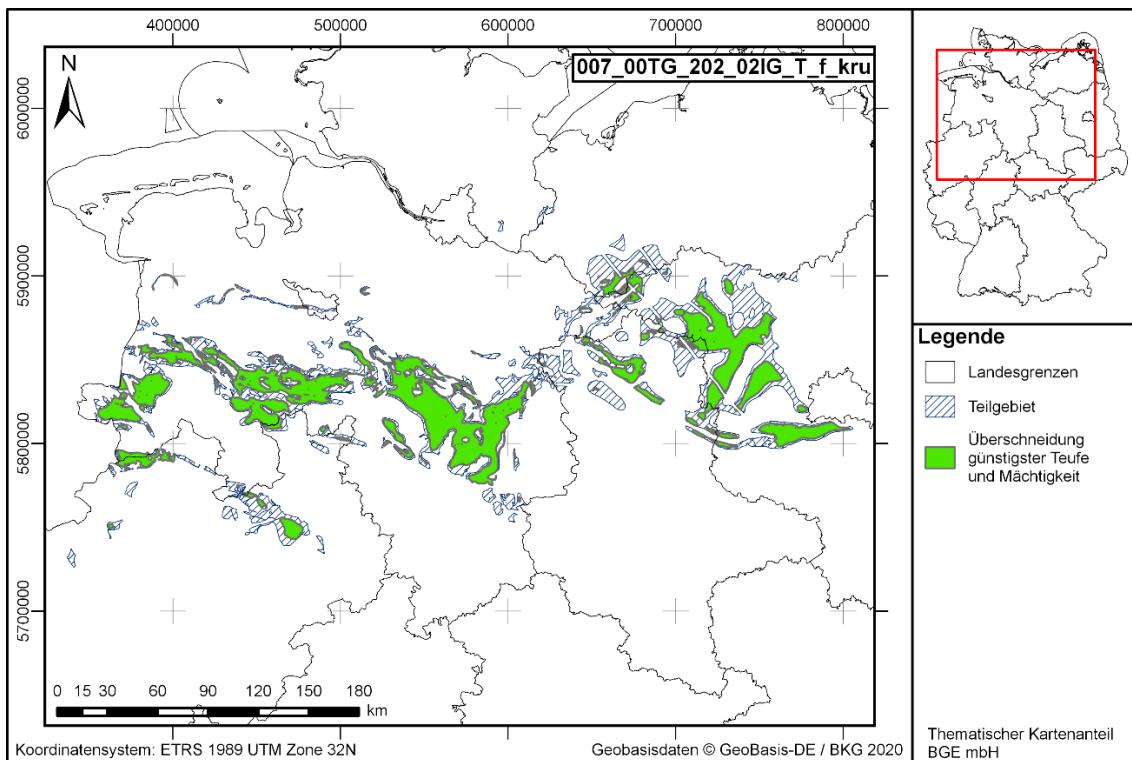 400000 500000 600000 700000 800000
007_00TG_202_02IG_T_f_kru
N
6000000
5900000
5800000
5700000
0 15 30 60 90 120 150 180
km
Koordinatensystem: ETRS 1989 UTM Zone 32N
Geobasisdaten © GeoBasis-DE / BKG 2020
Legende
Landesgrenzen
Teilgebiet
Überschneidung
günstigster Teufe
und Mächtigkeit
Thematischer Kartenanteil
BGE mbH